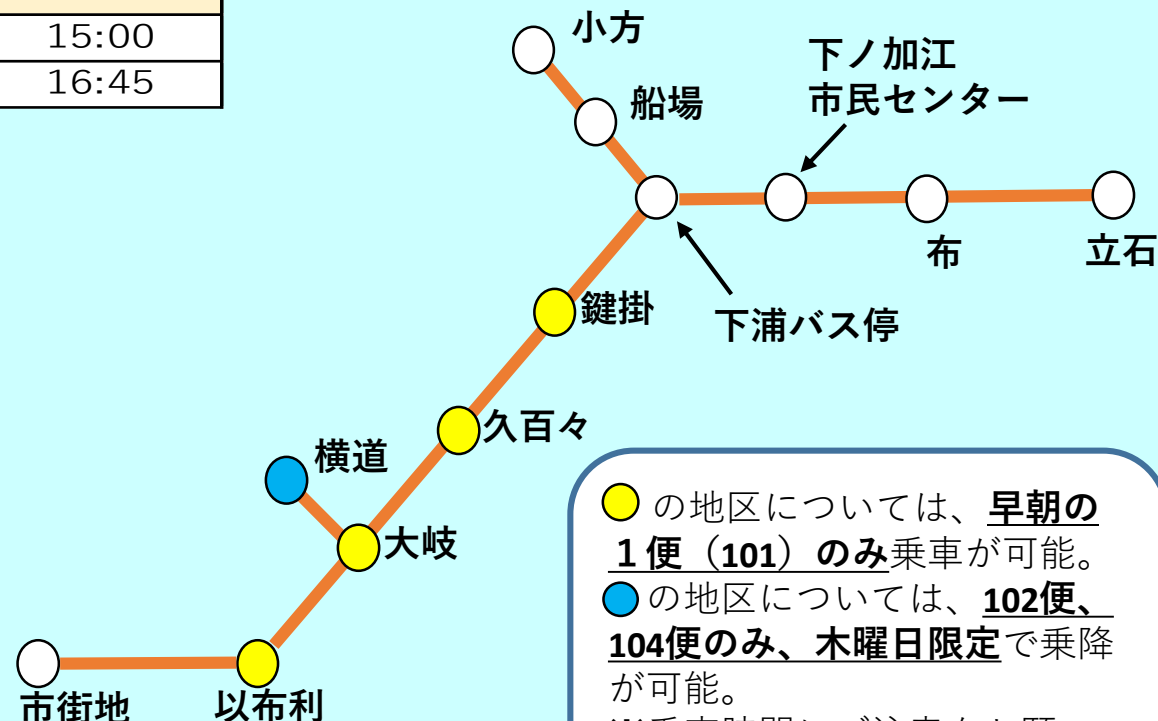 15:00
16:45
小方
船場
下ノ加江
市民センター
布
立石
下浦バス停
鍵掛
久百々
横道
大岐
市街地
以布利
の地区については、早朝の
１便（101）のみ乗車が可能。
の地区については、102便、
104便のみ、木曜日限定で乗降
が可能。